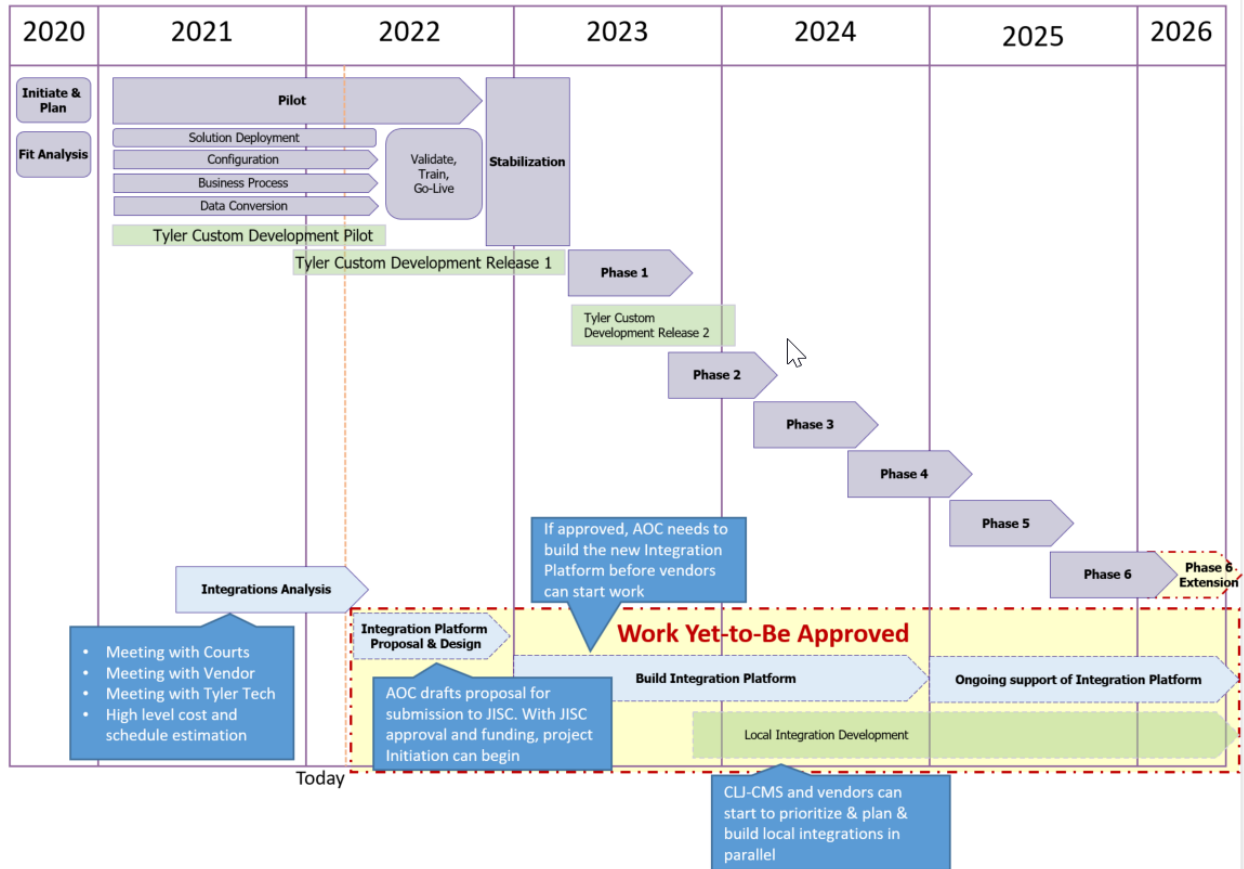 2020
2021
2022
2023
2024
2025
2026
Initiate &
Plan
Pilot
Fit Analysis
Solution Deployment
Configuration
Business Process
Data Conversion
Validate,
Train,
Go-Live
Stabilization
Tyler Custom Development Pilot
Tyler Custom Development Release 1
Phase 1
Tyler Custom
Development Release 2
Phase 2
Phase 3
Phase 4
Phase 5
Phase 6
Phase 6
Extension
If approved, AOC needs to
build the new Integration
Platform before vendors
can start work
Integrations Analysis
• Meeting with Courts
• Meeting with Vendor
• Meeting with Tyler Tech
• High level cost and
schedule estimation
Work Yet-to-Be Approved
Integration Platform
Proposal & Design
Build Integration Platform
Ongoing support of Integration Platform
AOC drafts proposal for
submission to JISC. With JISC
approval and funding, project
Initiation can begin
Local Integration Development
Today
CLJ-CMS and vendors can
start to prioritize & plan &
build local integrations in
parallel